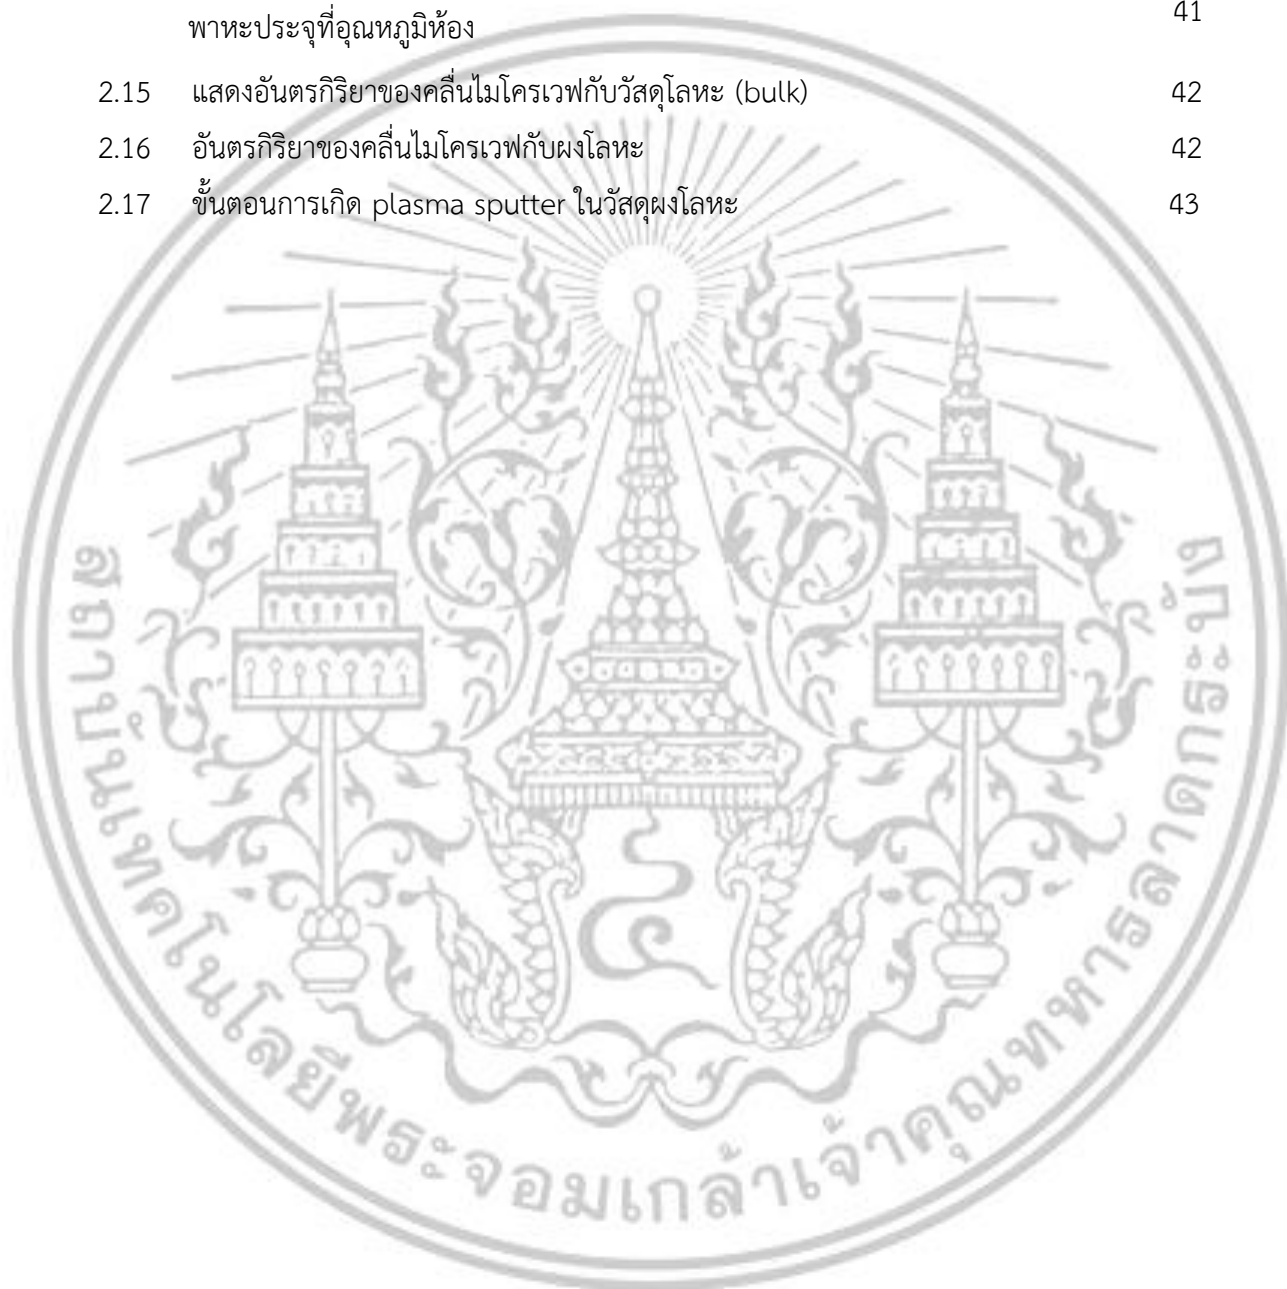 พาหะประจุที่อุณหภูมิห้อง 41
2.15 แสดงอันตรกิริยาของคลื่นไมโครเวฟกับวัสดุโลหะ (bulk) 42
2.16 อันตรกิริยาของคลื่นไมโครเวฟกับผงโลหะ 42
2.17 ขั้นตอนการเกิด plasma sputter ในวัสดุผงโลหะ 43
สถาบันเทคโนโลยีพระจอมเกล้าเจ้าคุณทหารลาดกระบัง